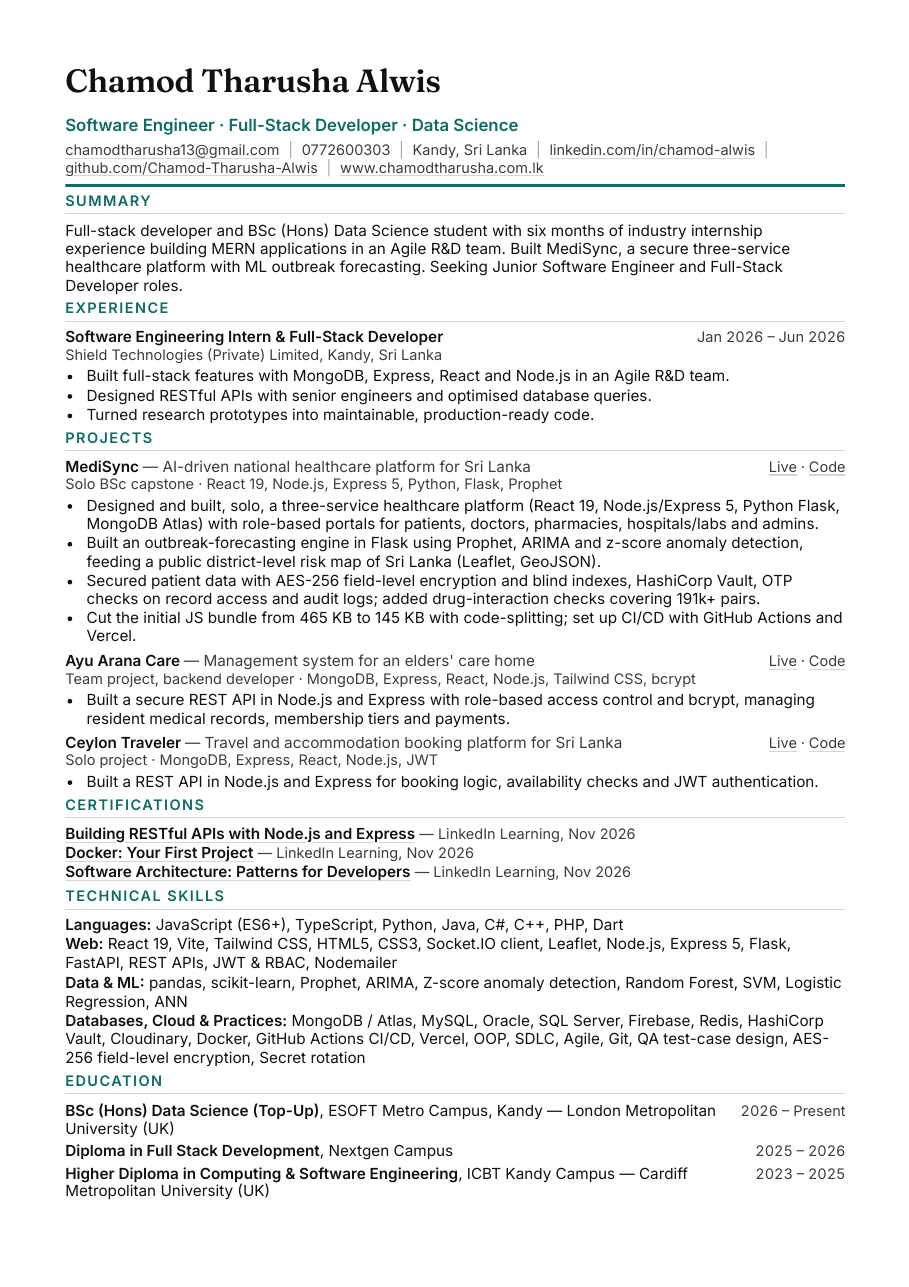 Chamod Tharusha Alwis
Software Engineer · Full-Stack Developer · Data Science
chamodtharusha13@gmail.com | 0772600303 | Kandy, Sri Lanka | linkedin.com/in/chamod-alwis |
github.com/Chamod-Tharusha-Alwis | www.chamodtharusha.com.lk
SUMMARY
Full-stack developer and BSc (Hons) Data Science student with six months of industry internship
experience building MERN applications in an Agile R&D team. Built MediSync, a secure three-service
healthcare platform with ML outbreak forecasting. Seeking Junior Software Engineer and Full-Stack
Developer roles.
EXPERIENCE
Software Engineering Intern & Full-Stack Developer Jan 2026 – Jun 2026
Shield Technologies (Private) Limited, Kandy, Sri Lanka
• Built full-stack features with MongoDB, Express, React and Node.js in an Agile R&D team.
• Designed RESTful APIs with senior engineers and optimised database queries.
• Turned research prototypes into maintainable, production-ready code.
PROJECTS
MediSync — AI-driven national healthcare platform for Sri Lanka Live · Code
Solo BSc capstone · React 19, Node.js, Express 5, Python, Flask, Prophet
• Designed and built, solo, a three-service healthcare platform (React 19, Node.js/Express 5, Python Flask,
MongoDB Atlas) with role-based portals for patients, doctors, pharmacies, hospitals/labs and admins.
• Built an outbreak-forecasting engine in Flask using Prophet, ARIMA and z-score anomaly detection,
feeding a public district-level risk map of Sri Lanka (Leaflet, GeoJSON).
• Secured patient data with AES-256 field-level encryption and blind indexes, HashiCorp Vault, OTP
checks on record access and audit logs; added drug-interaction checks covering 191k+ pairs.
• Cut the initial JS bundle from 465 KB to 145 KB with code-splitting; set up CI/CD with GitHub Actions and
Vercel.
Ayu Arana Care — Management system for an elders' care home Live · Code
Team project, backend developer · MongoDB, Express, React, Node.js, Tailwind CSS, bcrypt
• Built a secure REST API in Node.js and Express with role-based access control and bcrypt, managing
resident medical records, membership tiers and payments.
Ceylon Traveler — Travel and accommodation booking platform for Sri Lanka Live · Code
Solo project · MongoDB, Express, React, Node.js, JWT
• Built a REST API in Node.js and Express for booking logic, availability checks and JWT authentication.
CERTIFICATIONS
Building RESTful APIs with Node.js and Express — LinkedIn Learning, Nov 2026
Docker: Your First Project — LinkedIn Learning, Nov 2026
Software Architecture: Patterns for Developers — LinkedIn Learning, Nov 2026
TECHNICAL SKILLS
Languages: JavaScript (ES6+), TypeScript, Python, Java, C#, C++, PHP, Dart
Web: React 19, Vite, Tailwind CSS, HTML5, CSS3, Socket.IO client, Leaflet, Node.js, Express 5, Flask,
FastAPI, REST APIs, JWT & RBAC, Nodemailer
Data & ML: pandas, scikit-learn, Prophet, ARIMA, Z-score anomaly detection, Random Forest, SVM, Logistic
Regression, ANN
Databases, Cloud & Practices: MongoDB / Atlas, MySQL, Oracle, SQL Server, Firebase, Redis, HashiCorp
Vault, Cloudinary, Docker, GitHub Actions CI/CD, Vercel, OOP, SDLC, Agile, Git, QA test-case design, AES-
256 field-level encryption, Secret rotation
EDUCATION
BSc (Hons) Data Science (Top-Up), ESOFT Metro Campus, Kandy — London Metropolitan 2026 – Present
University (UK)
Diploma in Full Stack Development, Nextgen Campus 2025 – 2026
Higher Diploma in Computing & Software Engineering, ICBT Kandy Campus — Cardiff 2023 – 2025
Metropolitan University (UK)